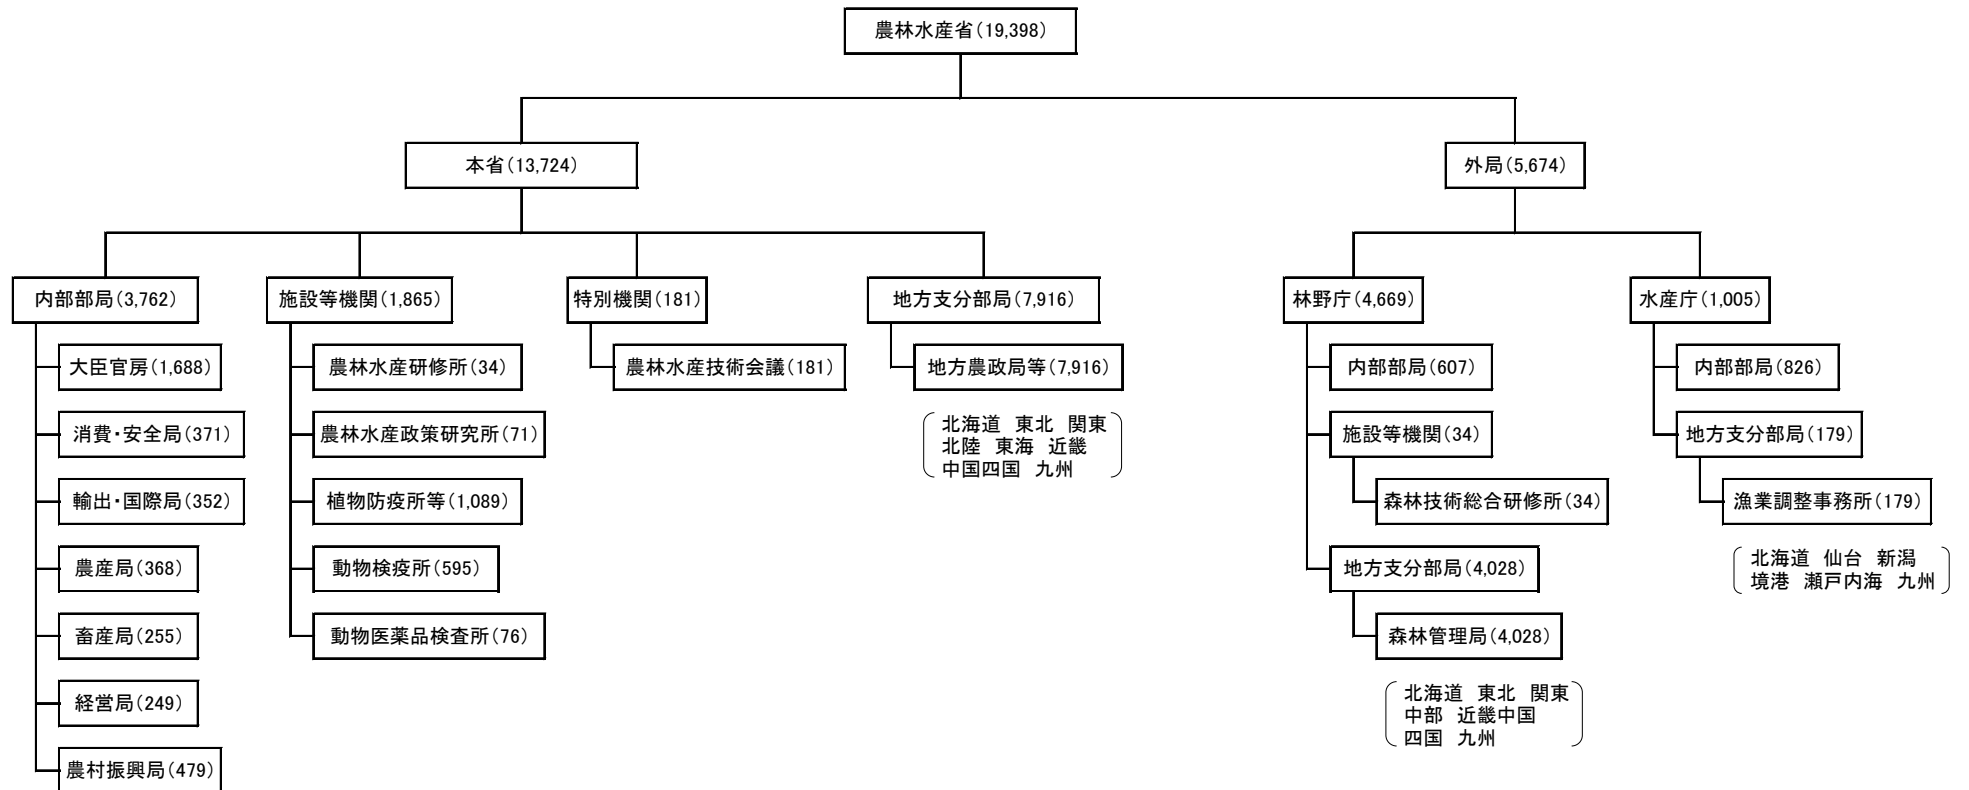 農林水産省(19,398)
本省(13,724)
外局(5,674)
内部部局(3,762)
施設等機関(1,865)
特別機関(181)
地方支分部局(7,916)
林野庁(4,669)
水産庁(1,005)
大臣官房(1,688)
消費・安全局(371)
輸出・国際局(352)
農産局(368)
畜産局(255)
経営局(249)
農村振興局(479)
農林水産研修所(34)
農林水産政策研究所(71)
植物防疫所等(1,089)
動物検疫所(595)
動物医薬品検査所(76)
農林水産技術会議(181)
地方農政局等(7,916)
北海道 東北 関東
北陸 東海 近畿
中国四国 九州
内部部局(607)
施設等機関(34)
森林技術総合研修所(34)
地方支分部局(4,028)
森林管理局(4,028)
北海道 東北 関東
中部 近畿中国
四国 九州
内部部局(826)
地方支分部局(179)
漁業調整事務所(179)
北海道 仙台 新潟
境港 瀬戸内海 九州